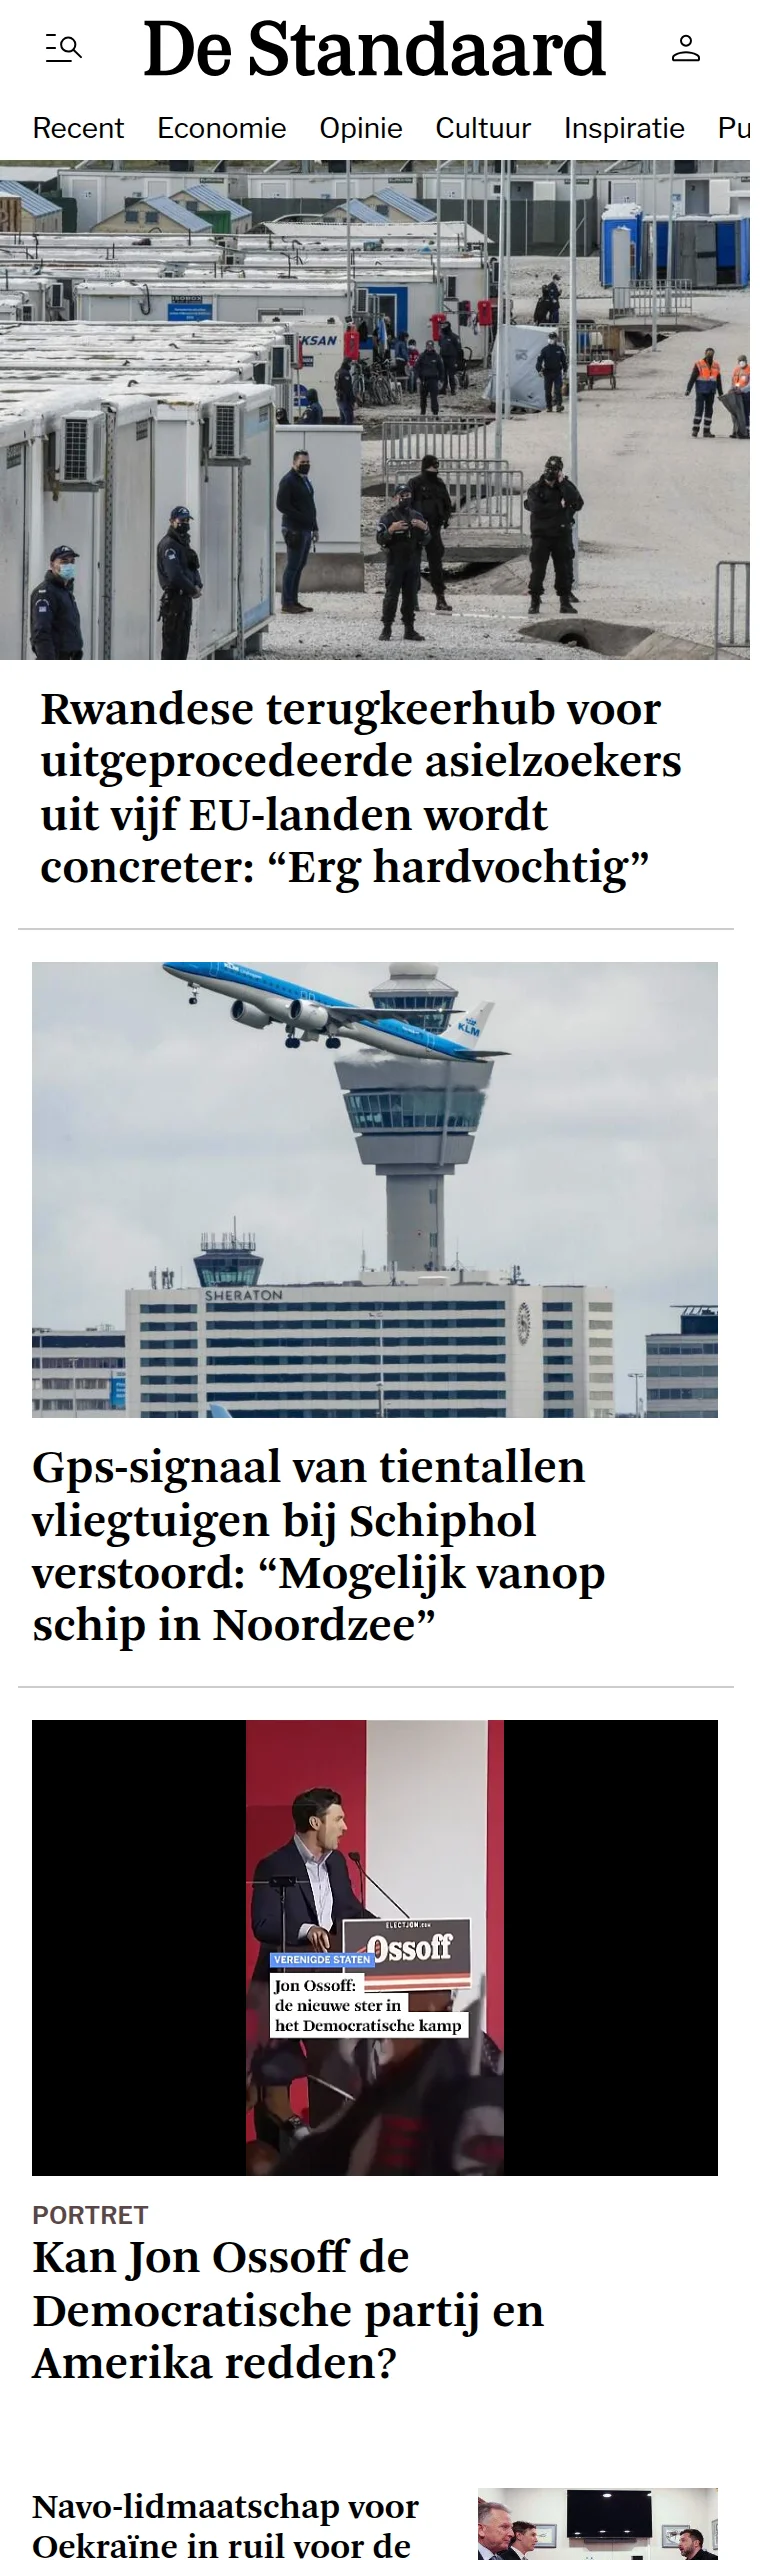 De Standaard
Recent Economie Opinie Cultuur Inspiratie Pu
KSAN
Rwandese terugkeerhub voor
uitgeprocedeerde asielzoekers
uit vijf EU-landen wordt
concreter: “Erg hardvochtig”
KLM
SHERATON
Gps-signaal van tientallen
vliegtuigen bij Schiphol
verstoord: “Mogelijk vanop
schip in Noordzee”
ELECTJON.COM
Ossoff
VERENIGDE STATEN
Jon Ossoff:
de nieuwe ster in
het Democratische kamp
PORTRET
Kan Jon Ossoff de
Democratische partij en
Amerika redden?
Navo-lidmaatschap voor
Oekraïne in ruil voor de